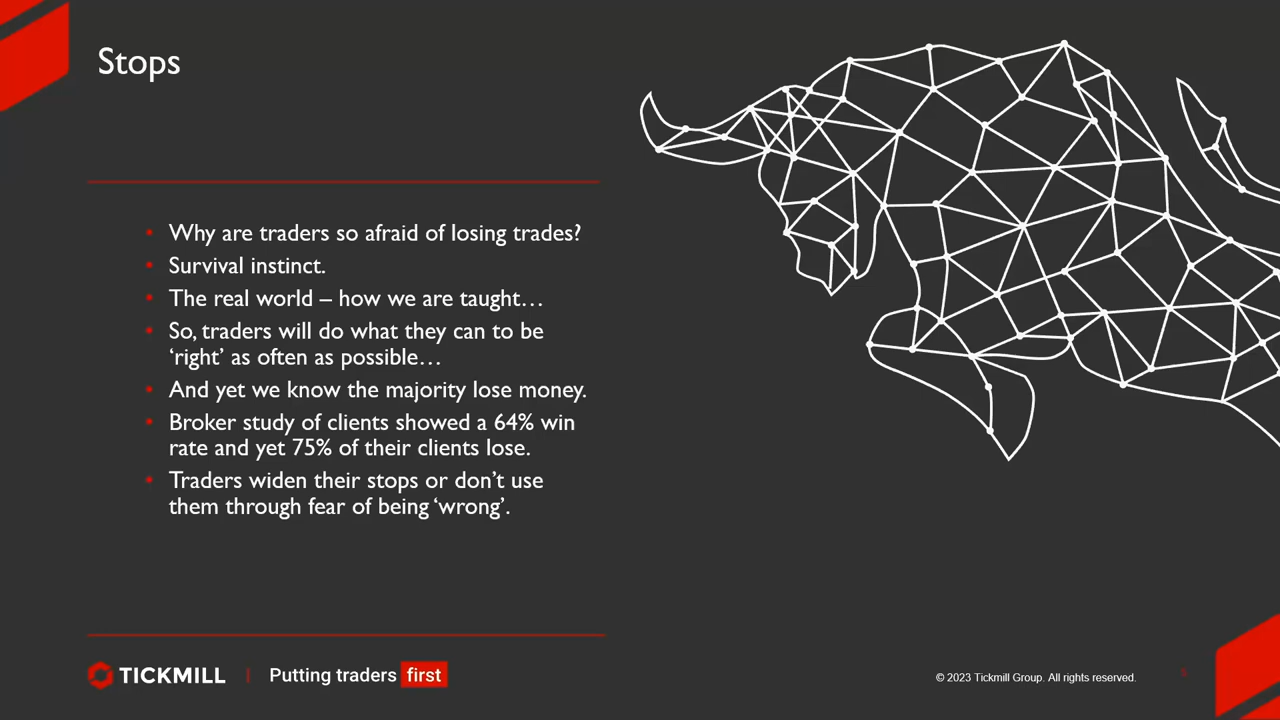 Stops
Why are traders so afraid of losing trades?
Survival instinct.
The real world – how we are taught…
So, traders will do what they can to be
‘right’ as often as possible…
And yet we know the majority lose money.
Broker study of clients showed a 64% win
rate and yet 75% of their clients lose.
Traders widen their stops or don’t use
them through fear of being ‘wrong’.
TICKMILL | Putting traders first
© 2023 Tickmill Group. All rights reserved.